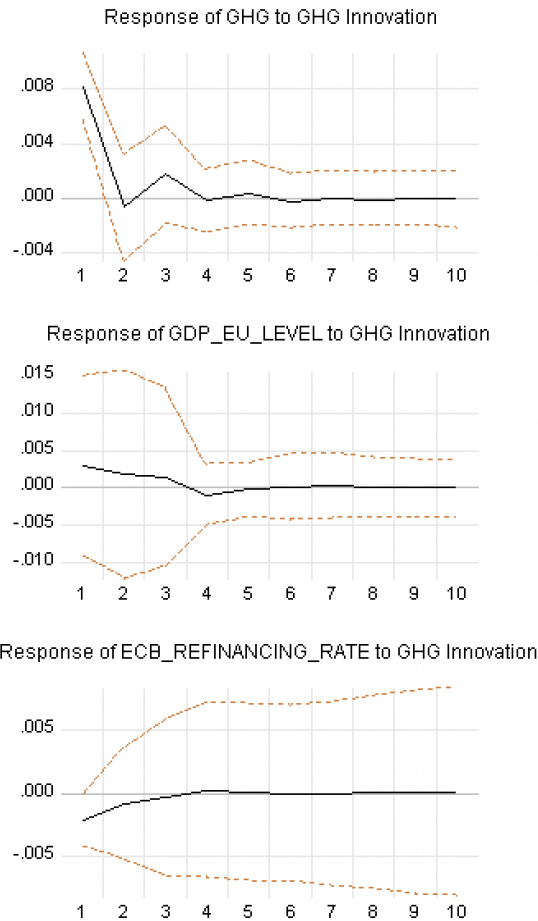 Response of GHG to GHG Innovation
.008
.004
.000
-.004
1 2 3 4 5 6 7 8 9 10
Response of GDP_EU_LEVEL to GHG Innovation
.015
.010
.005
.000
-.005
-.010
1 2 3 4 5 6 7 8 9 10
Response of ECB_REFINANCING_RATE to GHG Innovation
.005
.000
-.005
1 2 3 4 5 6 7 8 9 10